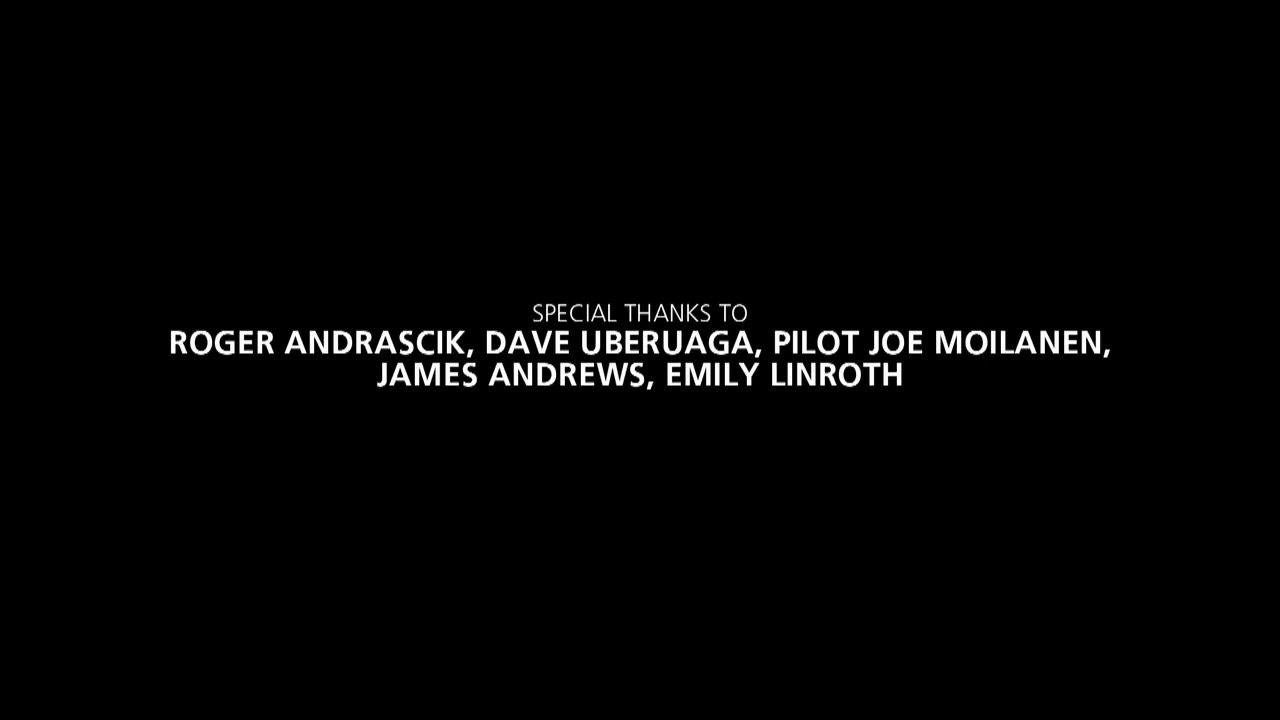 SPECIAL THANKS TO
ROGER ANDRASCIK, DAVE UBERUAGA, PILOT JOE MOILANEN,
JAMES ANDREWS, EMILY LINROTH